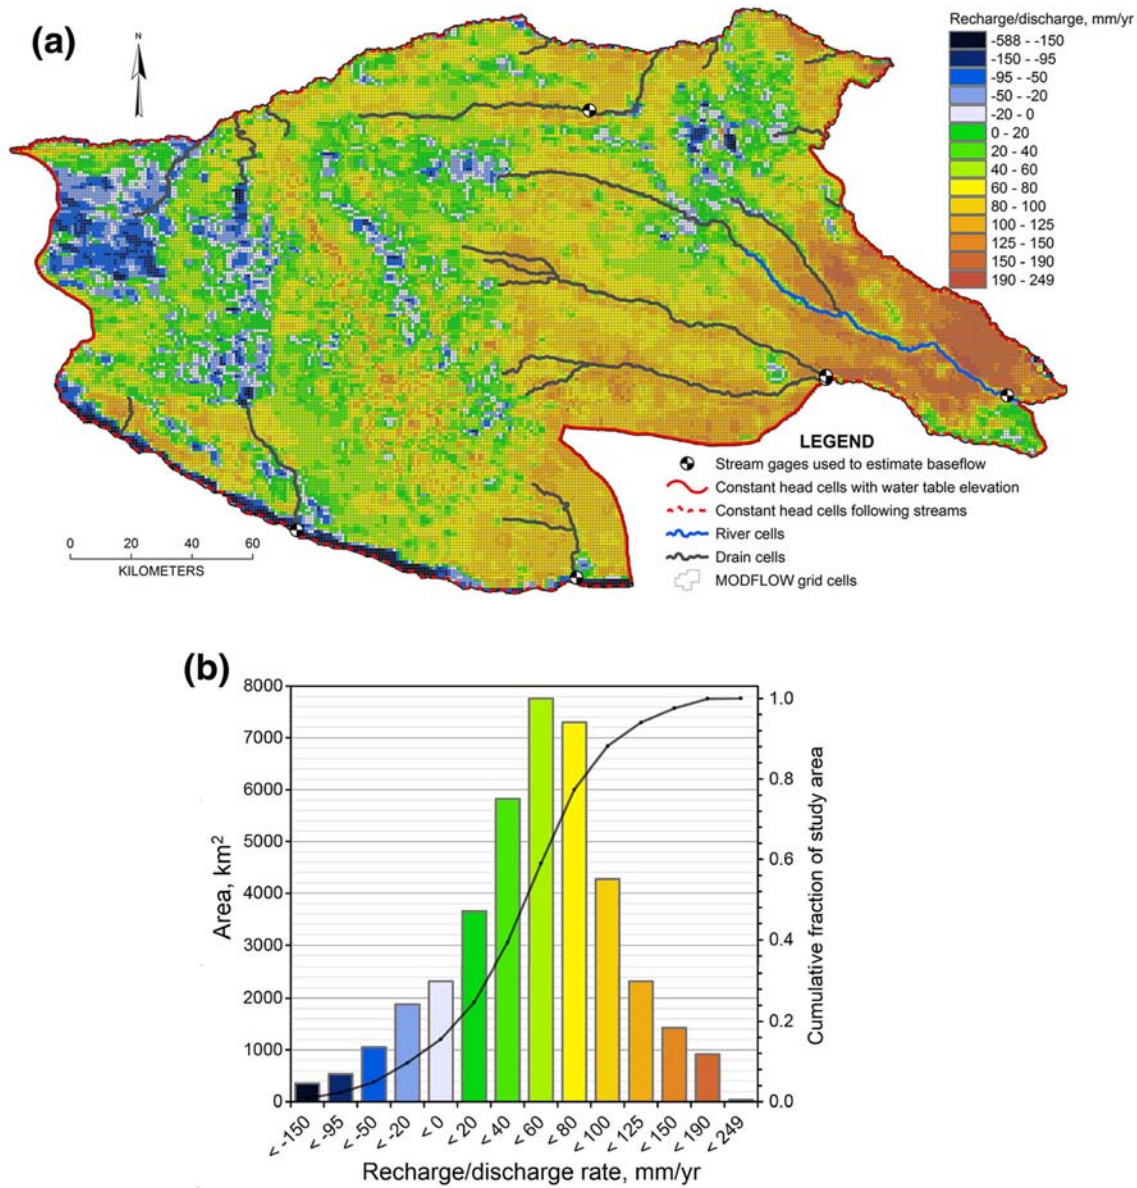 (a)
N
Recharge/discharge, mm/yr
-588 - -150
-150 - -95
-95 - -50
-50 - -20
-20 - 0
0 - 20
20 - 40
40 - 60
60 - 80
80 - 100
100 - 125
125 - 150
150 - 190
190 - 249
LEGEND
Stream gages used to estimate baseflow
Constant head cells with water table elevation
Constant head cells following streams
River cells
Drain cells
MODFLOW grid cells
0 20 40 60
KILOMETERS
(b)
8000
7000
6000
5000
4000
3000
2000
1000
0
Area, km²
1.0
0.8
0.6
0.4
0.2
0.0
Cumulative fraction of study area
< -150
< -95
< -50
< -20
< 0
< 20
< 40
< 60
< 80
< 100
< 125
< 150
< 190
< 249
Recharge/discharge rate, mm/yr